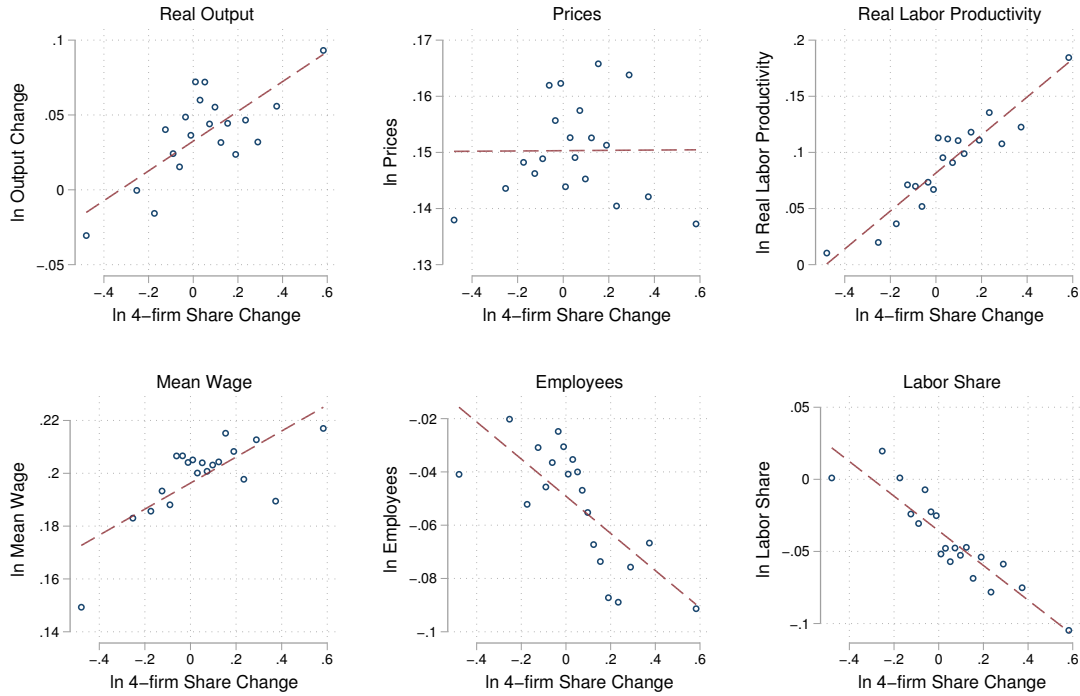 Real Output
ln Output Change
.1
.05
0
−.05
−.4 −.2 0 .2 .4 .6
ln 4−firm Share Change
Prices
ln Prices
.17
.16
.15
.14
.13
−.4 −.2 0 .2 .4 .6
ln 4−firm Share Change
Real Labor Productivity
ln Real Labor Productivity
.2
.15
.1
.05
0
−.4 −.2 0 .2 .4 .6
ln 4−firm Share Change
Mean Wage
ln Mean Wage
.22
.2
.18
.16
.14
−.4 −.2 0 .2 .4 .6
ln 4−firm Share Change
Employees
ln Employees
−.02
−.04
−.06
−.08
−.1
−.4 −.2 0 .2 .4 .6
ln 4−firm Share Change
Labor Share
ln Labor Share
.05
0
−.05
−.1
−.4 −.2 0 .2 .4 .6
ln 4−firm Share Change